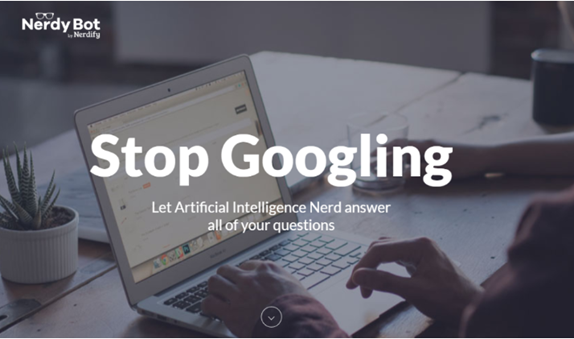 Nerdy Bot
by Nerdify
Stop Googling
Let Artificial Intelligence Nerd answer
all of your questions